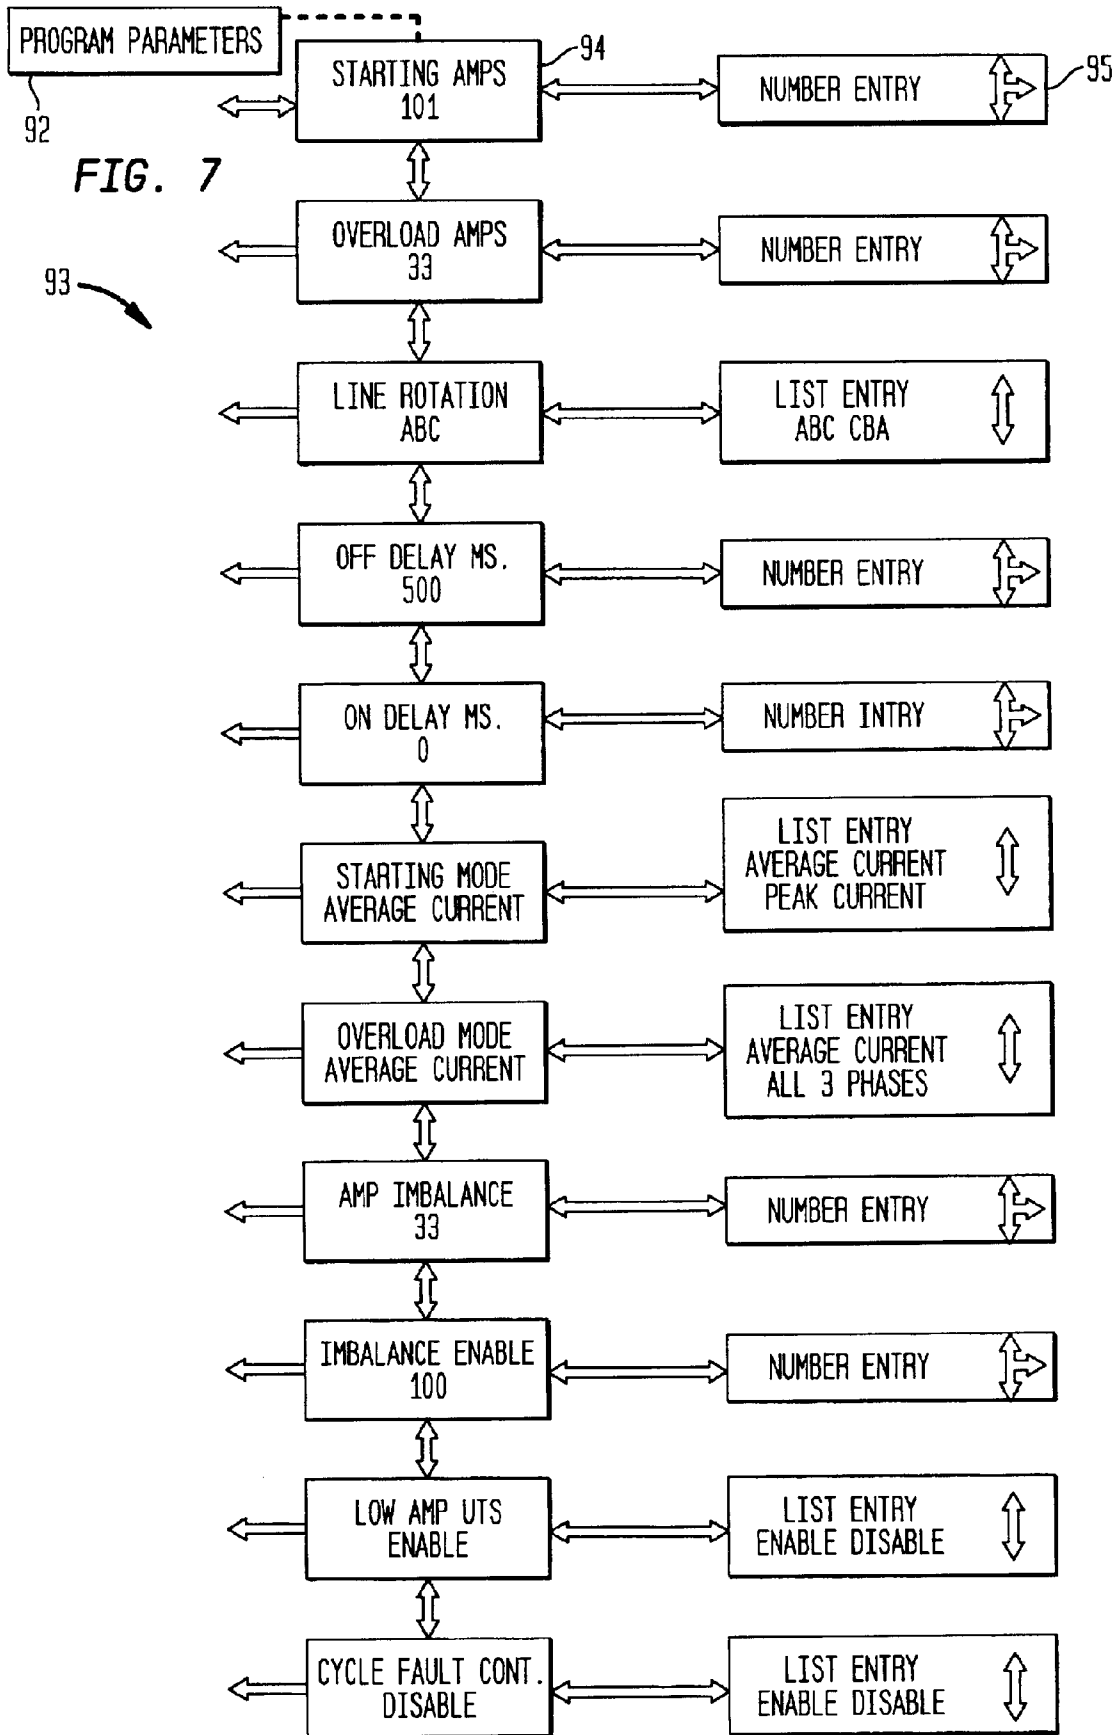 PROGRAM PARAMETERS
92
FIG. 7
93
STARTING AMPS
101
94
NUMBER ENTRY
95
OVERLOAD AMPS
33
NUMBER ENTRY
LINE ROTATION
ABC
LIST ENTRY
ABC CBA
OFF DELAY MS.
500
NUMBER ENTRY
ON DELAY MS.
0
NUMBER INTRY
STARTING MODE
AVERAGE CURRENT
LIST ENTRY
AVERAGE CURRENT
PEAK CURRENT
OVERLOAD MODE
AVERAGE CURRENT
LIST ENTRY
AVERAGE CURRENT
ALL 3 PHASES
AMP IMBALANCE
33
NUMBER ENTRY
IMBALANCE ENABLE
100
NUMBER ENTRY
LOW AMP UTS
ENABLE
LIST ENTRY
ENABLE DISABLE
CYCLE FAULT CONT.
DISABLE
LIST ENTRY
ENABLE DISABLE